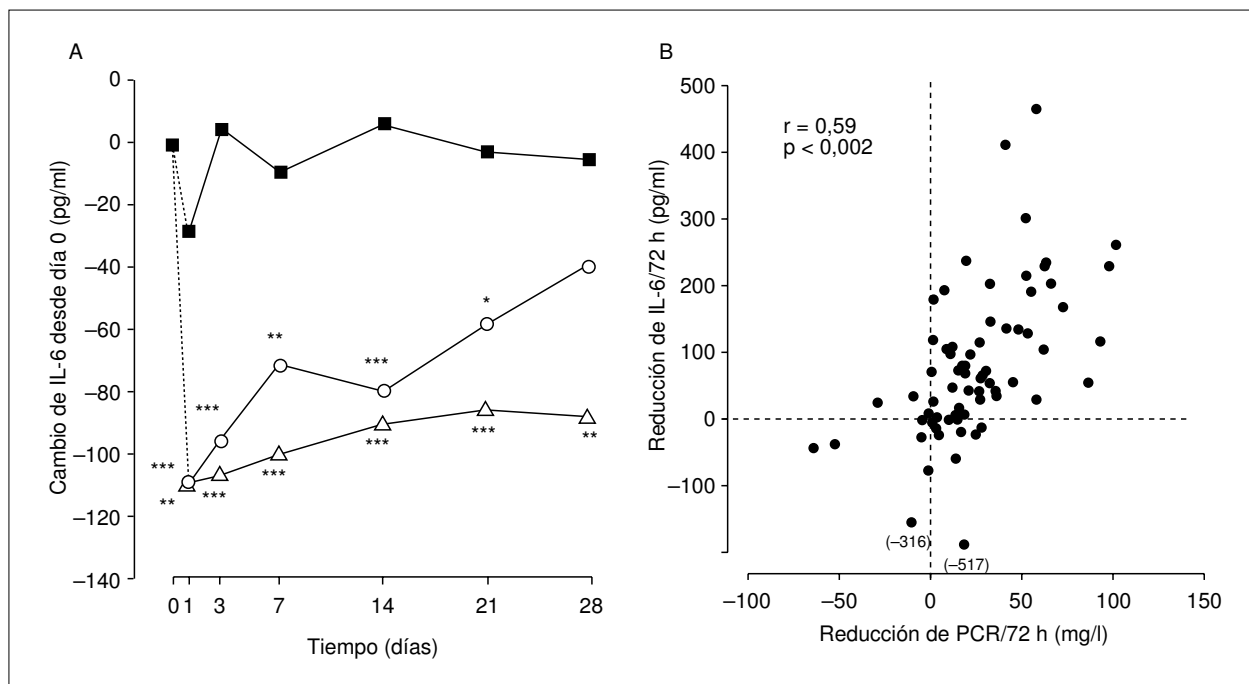 A
0
0
−20
−40
−60
−80
−100
−120
−140
Cambio de IL-6 desde día 0 (pg/ml)
***
**
***
***
**
***
***
***
*
***
**
0 1 3 7 14 21 28
Tiempo (días)
B
500
400
300
200
100
0
−100
Reducción de IL-6/72 h (pg/ml)
r = 0,59
p < 0,002
(−316)
(−517)
−100 −50 0 50 100 150
Reducción de PCR/72 h (mg/l)